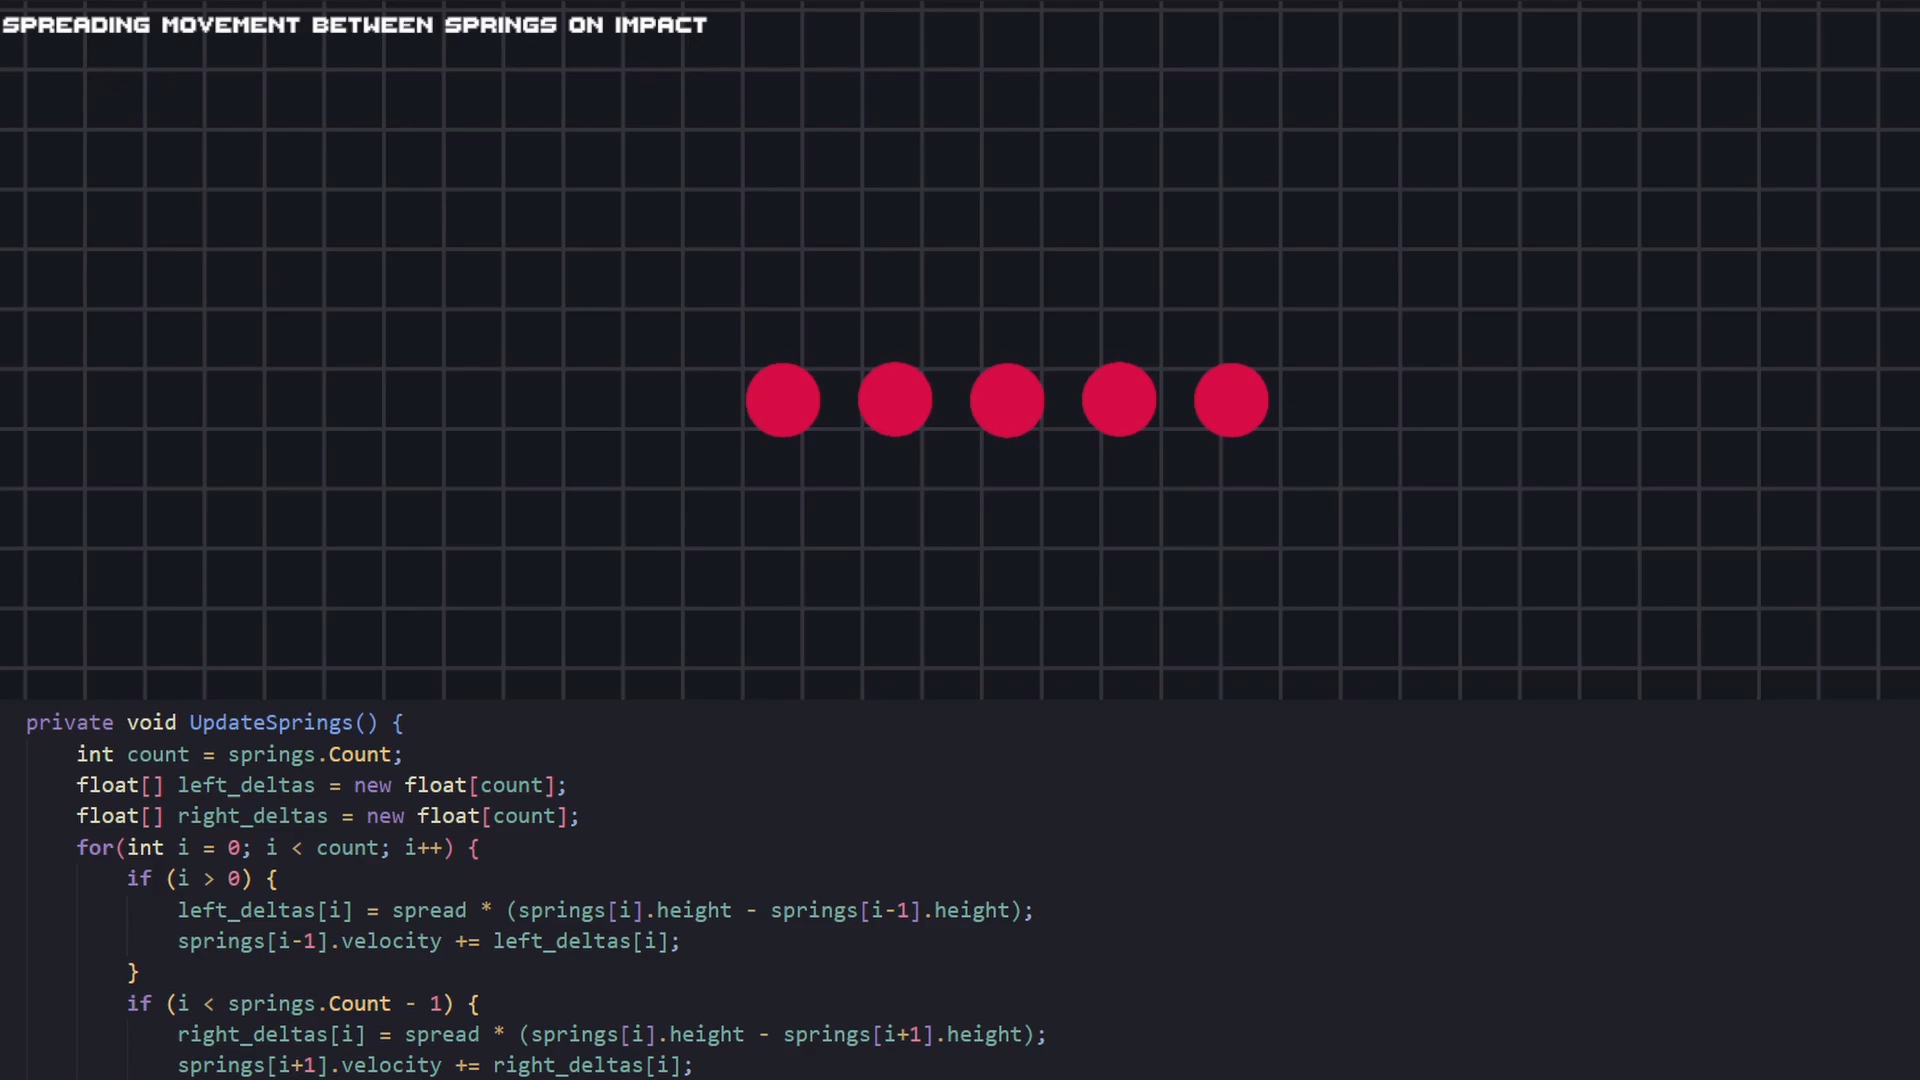 SPREADING MOVEMENT BETWEEN SPRINGS ON IMPACT
private void UpdateSprings() {
int count = springs.Count;
float[] left_deltas = new float[count];
float[] right_deltas = new float[count];
for(int i = 0; i < count; i++) {
if (i > 0) {
left_deltas[i] = spread * (springs[i].height - springs[i-1].height);
springs[i-1].velocity += left_deltas[i];
}
if (i < springs.Count - 1) {
right_deltas[i] = spread * (springs[i].height - springs[i+1].height);
springs[i+1].velocity += right_deltas[i];